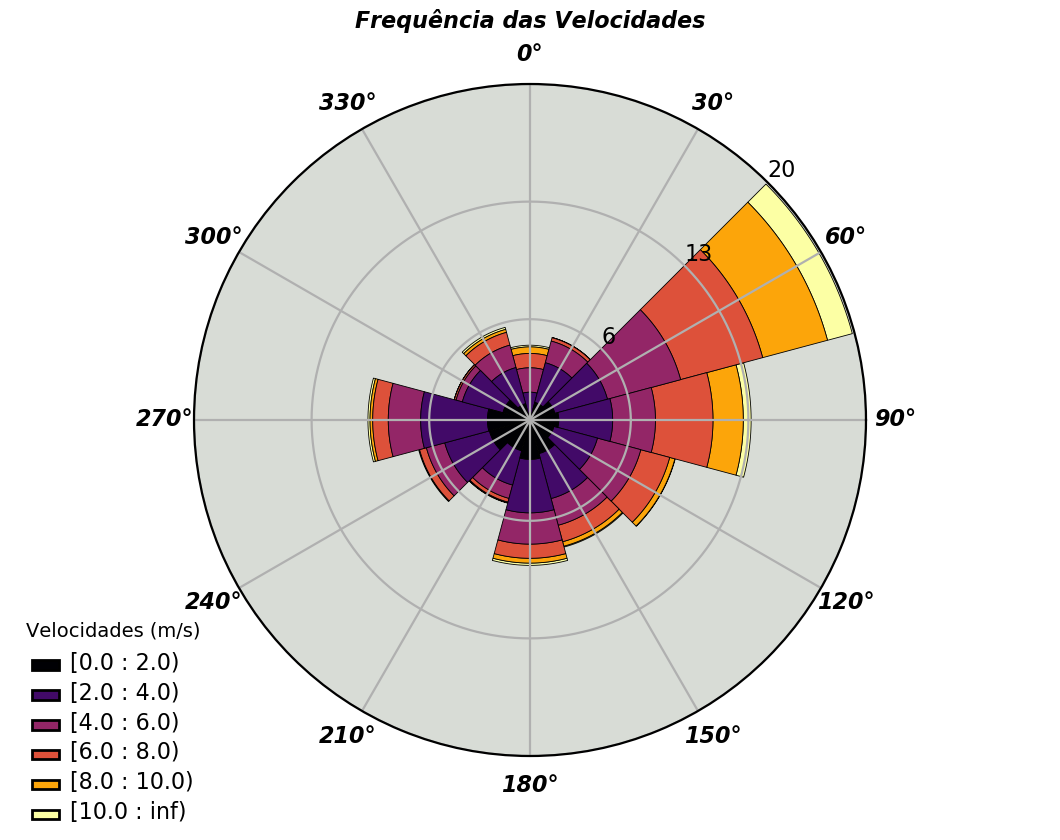 Frequência das Velocidades
0°
330°
30°
20
300°
60°
13
6
270°
90°
240°
120°
210°
150°
180°
Velocidades (m/s)
[0.0 : 2.0)
[2.0 : 4.0)
[4.0 : 6.0)
[6.0 : 8.0)
[8.0 : 10.0)
[10.0 : inf)